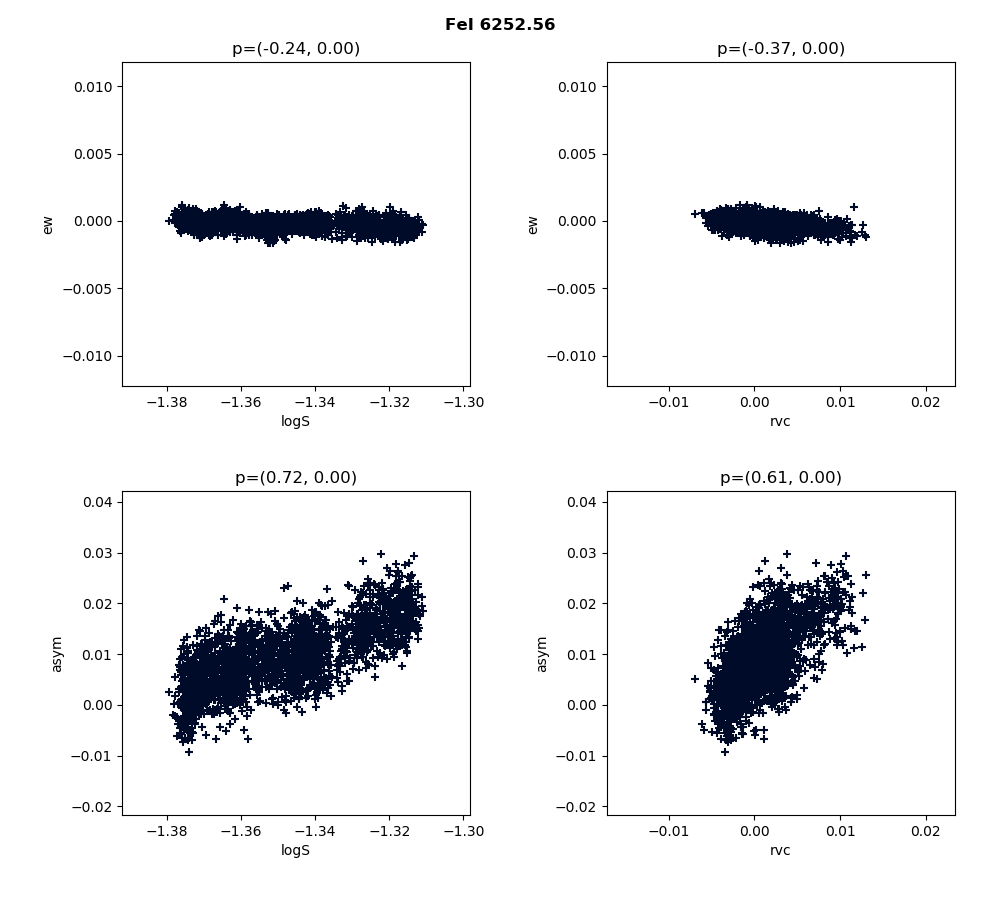 FeI 6252.56
p=(-0.24, 0.00)
p=(-0.37, 0.00)
0.010
0.005
0.000
−0.005
−0.010
ew
−1.38 −1.36 −1.34 −1.32 −1.30
logS
0.010
0.005
0.000
−0.005
−0.010
ew
−0.01 0.00 0.01 0.02
rvc
p=(0.72, 0.00)
p=(0.61, 0.00)
0.04
0.03
0.02
0.01
0.00
−0.01
−0.02
asym
−1.38 −1.36 −1.34 −1.32 −1.30
logS
0.04
0.03
0.02
0.01
0.00
−0.01
−0.02
asym
−0.01 0.00 0.01 0.02
rvc